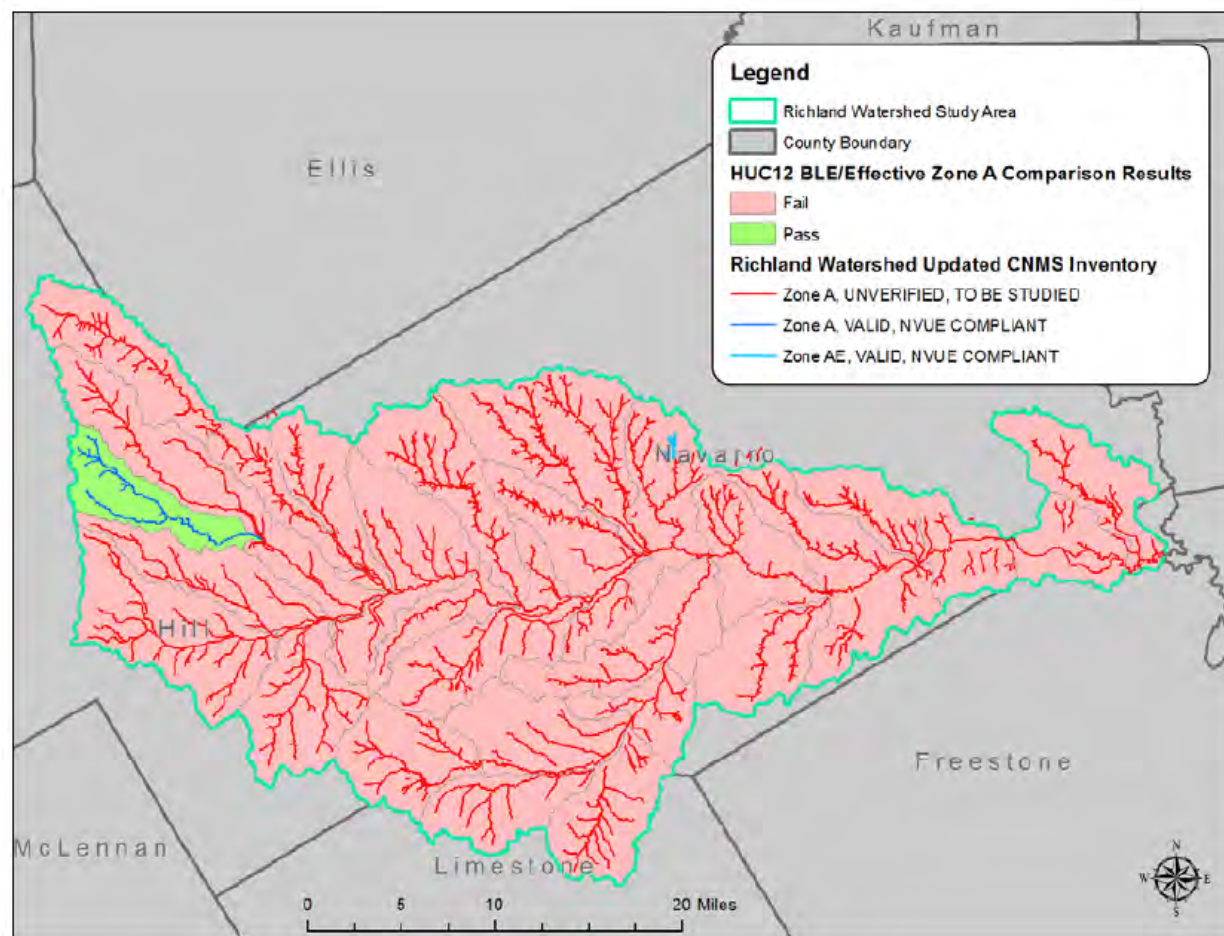 Kaufman
Legend
Richland Watershed Study Area
County Boundary
HUC12 BLE/Effective Zone A Comparison Results
Fail
Pass
Richland Watershed Updated CNMS Inventory
Zone A, UNVERIFIED, TO BE STUDIED
Zone A, VALID, NVUE COMPLIANT
Zone AE, VALID, NVUE COMPLIANT
Ellis
Navarro
Hill
Freestone
McLennan
Limestone
N
W
E
S
0 5 10 20 Miles